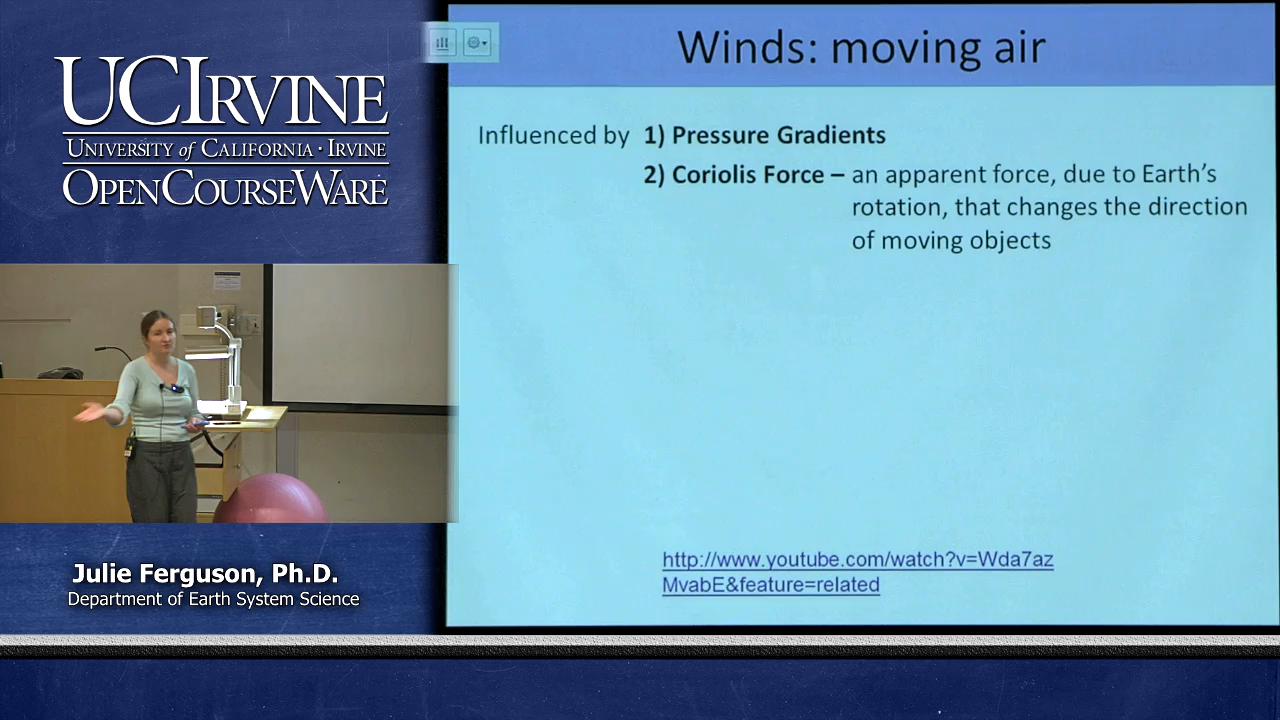 UCIRVINE
UNIVERSITY of CALIFORNIA · IRVINE
OPENCOURSEWARE
Winds: moving air
Influenced by 1) Pressure Gradients
2) Coriolis Force – an apparent force, due to Earth's
rotation, that changes the direction
of moving objects
http://www.youtube.com/watch?v=Wda7az
MvabE&feature=related
Julie Ferguson, Ph.D.
Department of Earth System Science